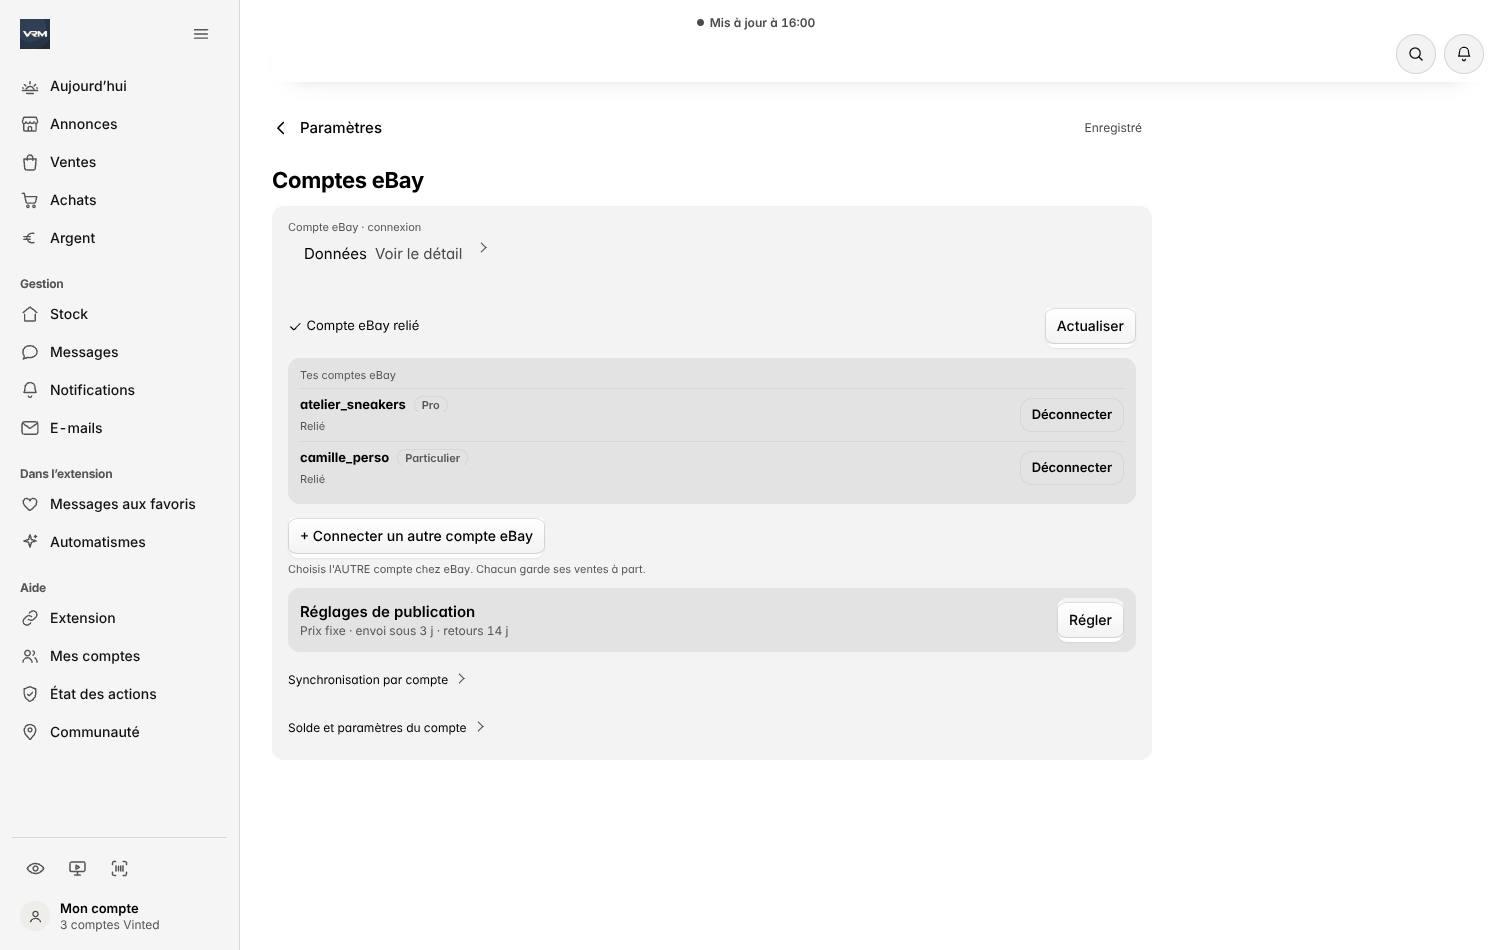 VRM
Mis à jour à 16:00
Aujourd’hui
Annonces
Ventes
Achats
Argent
Gestion
Stock
Messages
Notifications
E-mails
Dans l’extension
Messages aux favoris
Automatismes
Aide
Extension
Mes comptes
État des actions
Communauté
Mon compte
3 comptes Vinted
Paramètres
Enregistré
Comptes eBay
Compte eBay · connexion
Données Voir le détail
Compte eBay relié
Actualiser
Tes comptes eBay
atelier_sneakers Pro
Relié
Déconnecter
camille_perso Particulier
Relié
Déconnecter
+ Connecter un autre compte eBay
Choisis l'AUTRE compte chez eBay. Chacun garde ses ventes à part.
Réglages de publication
Prix fixe · envoi sous 3 j · retours 14 j
Régler
Synchronisation par compte
Solde et paramètres du compte